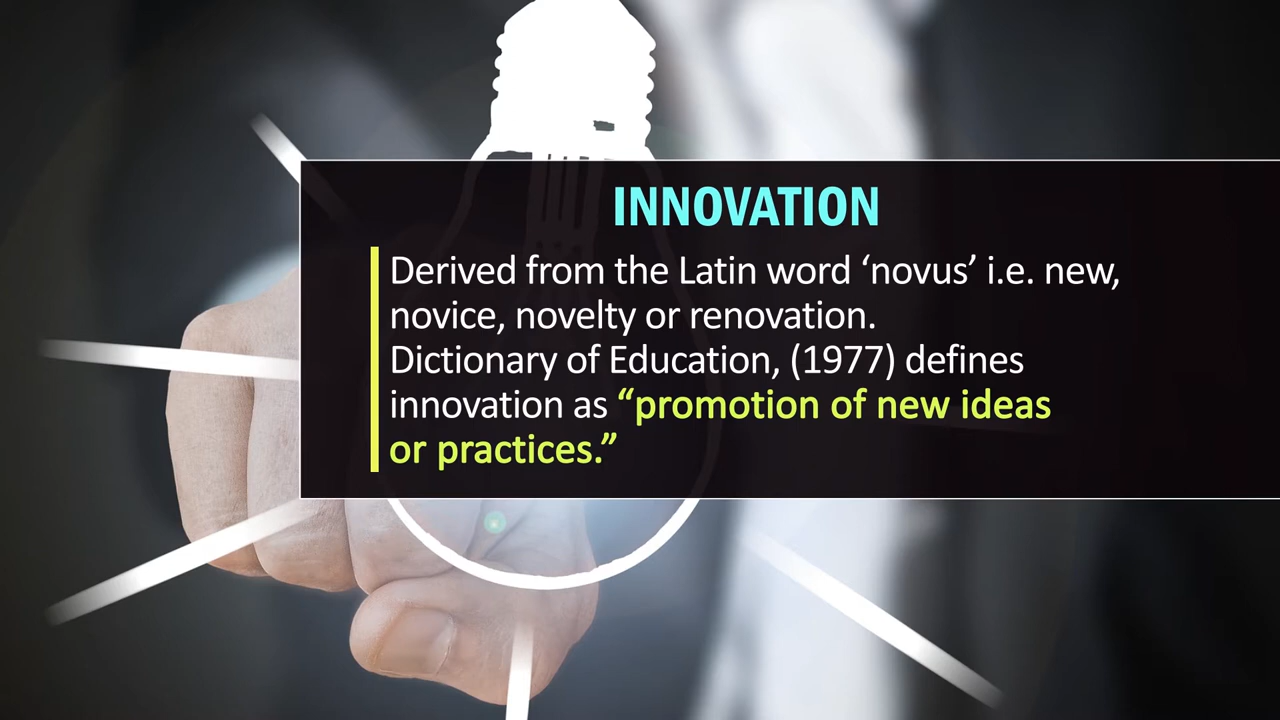 INNOVATION
Derived from the Latin word ‘novus’ i.e. new,
novice, novelty or renovation.
Dictionary of Education, (1977) defines
innovation as “promotion of new ideas
or practices.”